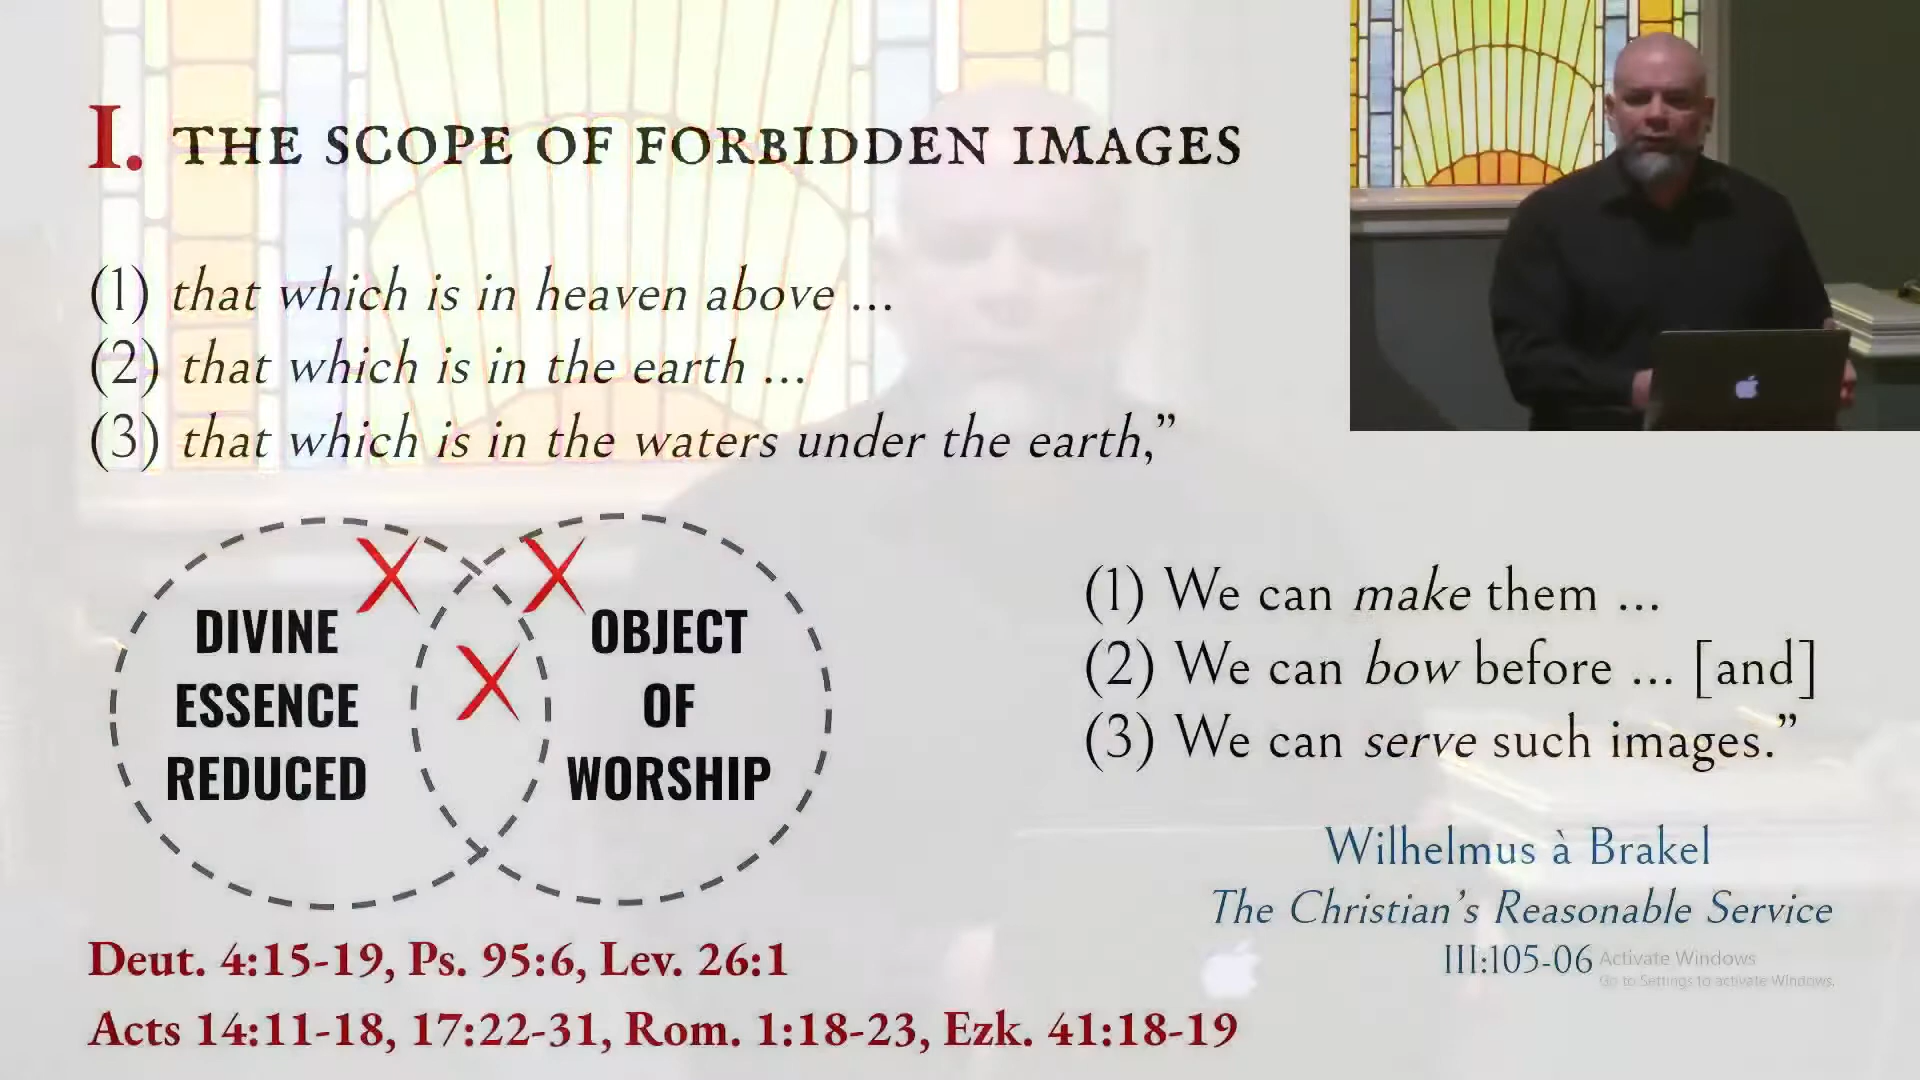 I. THE SCOPE OF FORBIDDEN IMAGES
(1) that which is in heaven above ...
(2) that which is in the earth ...
(3) that which is in the waters under the earth,”
DIVINE
ESSENCE
REDUCED
OBJECT
OF
WORSHIP
(1) We can make them ...
(2) We can bow before ... [and]
(3) We can serve such images.”
Wilhelmus à Brakel
The Christian’s Reasonable Service
III:105-06
Activate Windows
Go to Settings to activate Windows.
Deut. 4:15-19, Ps. 95:6, Lev. 26:1
Acts 14:11-18, 17:22-31, Rom. 1:18-23, Ezk. 41:18-19